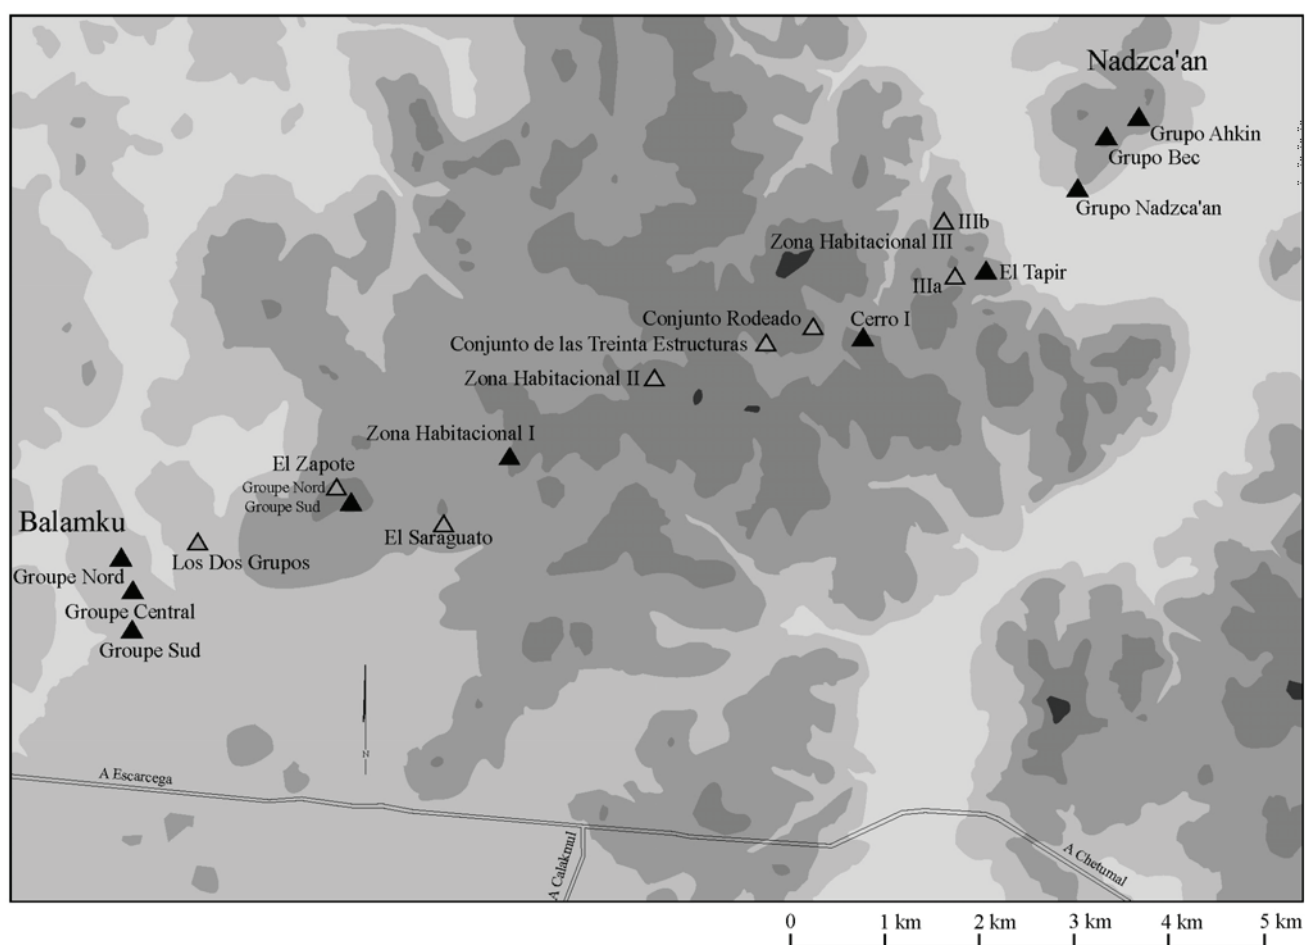 Nadzca'an
Grupo Ahkin
Grupo Bec
Grupo Nadzca'an
IIIb
Zona Habitacional III
El Tapir
IIIa
Conjunto Rodeado
Cerro I
Conjunto de las Treinta Estructuras
Zona Habitacional II
Zona Habitacional I
El Zapote
Groupe Nord
Groupe Sud
Balamku
El Saraguato
Los Dos Grupos
Groupe Nord
Groupe Central
Groupe Sud
N
A Escarcega
A Calakmul
A Chetumal
0 1 km 2 km 3 km 4 km 5 km